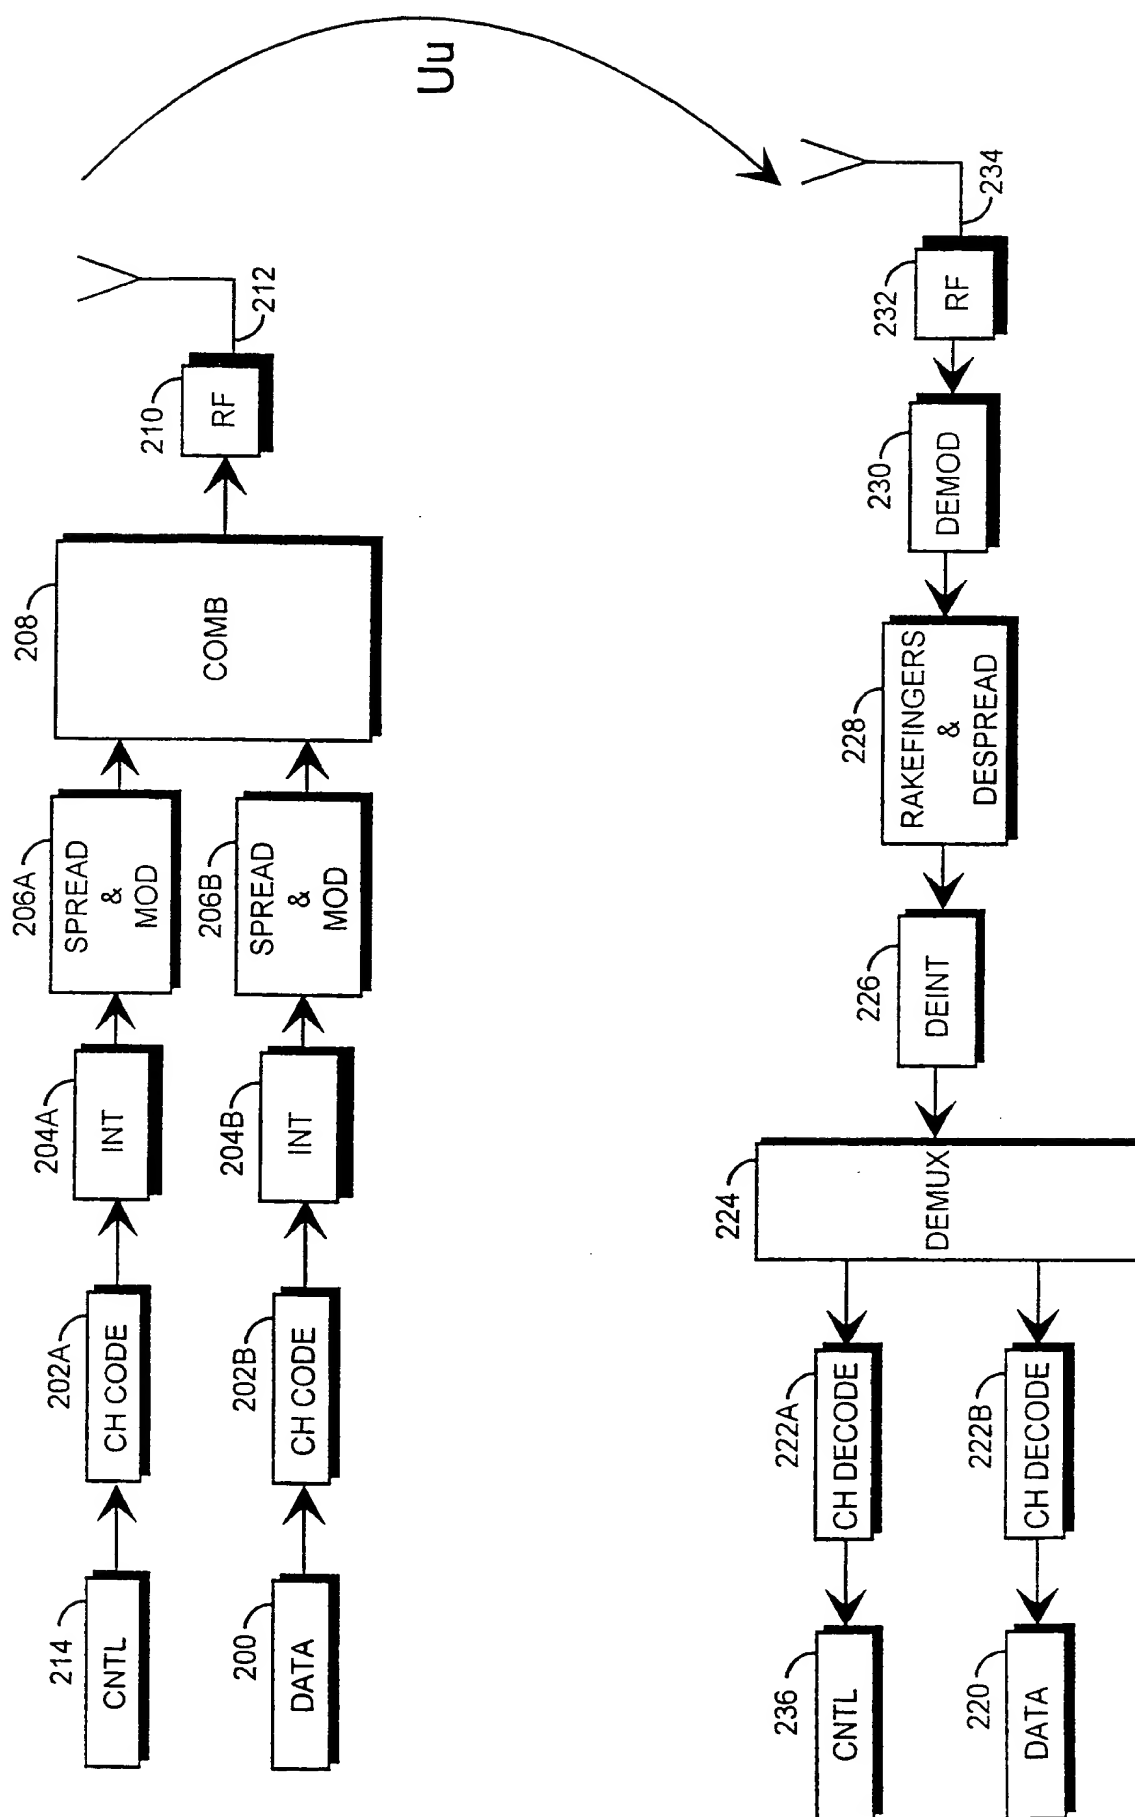 214
CNTL
202A
CH CODE
204A
INT
206A
SPREAD
&
MOD
208
COMB
210
RF
212
Uu
200
DATA
202B
CH CODE
204B
INT
206B
SPREAD
&
MOD
236
CNTL
222A
CH DECODE
224
DEMUX
226
DEINT
228
RAKEFINGERS
&
DESPREAD
230
DEMOD
232
RF
234
220
DATA
222B
CH DECODE